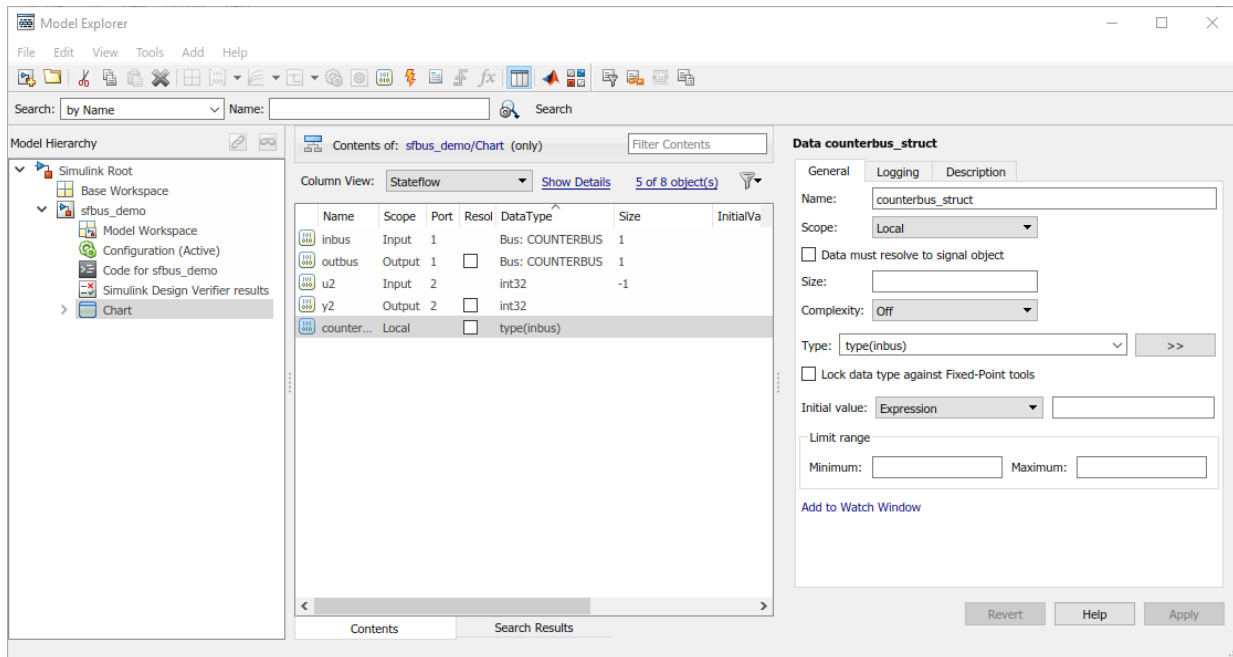 Model Explorer
File Edit View Tools Add Help
Search: by Name Name: Search
Model Hierarchy
Simulink Root
Base Workspace
sfbus_demo
Model Workspace
Configuration (Active)
Code for sfbus_demo
Simulink Design Verifier results
Chart
Contents of: sfbus_demo/Chart (only) Filter Contents
Column View: Stateflow Show Details 5 of 8 object(s)
Name Scope Port Resol DataType Size InitialVa
inbus Input 1 Bus: COUNTERBUS 1
outbus Output 1 Bus: COUNTERBUS 1
u2 Input 2 int32 -1
y2 Output 2 int32
counter... Local type(inbus)
Contents Search Results
Data counterbus_struct
General Logging Description
Name: counterbus_struct
Scope: Local
Data must resolve to signal object
Size:
Complexity: Off
Type: type(inbus) >>
Lock data type against Fixed-Point tools
Initial value: Expression
Limit range
Minimum: Maximum:
Add to Watch Window
Revert Help Apply